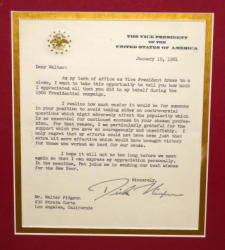 THE VICE PRESIDENT
OF THE
UNITED STATES OF AMERICA
January 15, 1961
Dear Walter:
As my term of office as Vice President draws to a
close, I want to take this opportunity to tell you how much
I appreciated all that you did in my behalf during the
1960 Presidential campaign.
I realize how much easier it would be for someone
in your position to avoid taking sides on controversial
questions which might adversely affect the popularity which
is so essential for continued success in your chosen profes-
sion. For that reason, I am particularly grateful for the
support which you gave so courageously and unselfishly. I
only regret that my efforts could not have been just that
extra bit more effective which would have brought victory
for those who worked so hard for our cause.
I hope it will not be too long before we meet
again so that I can express my appreciation personally.
In the meantime, Pat joins me in sending our best
wishes for the New Year.
Sincerely,
Mr. Walter Pidgeon
Los Angeles, California